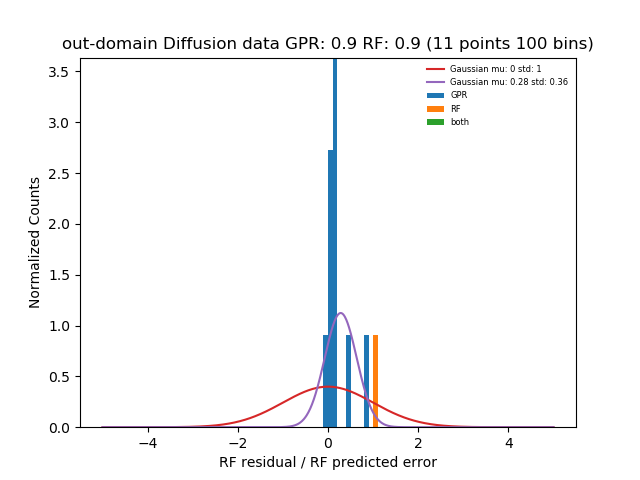 out-domain Diffusion data GPR: 0.9 RF: 0.9 (11 points 100 bins)
Gaussian mu: 0 std: 1
Gaussian mu: 0.28 std: 0.36
GPR
RF
both
Normalized Counts
3.5
3.0
2.5
2.0
1.5
1.0
0.5
0.0
−4
−2
0
2
4
RF residual / RF predicted error